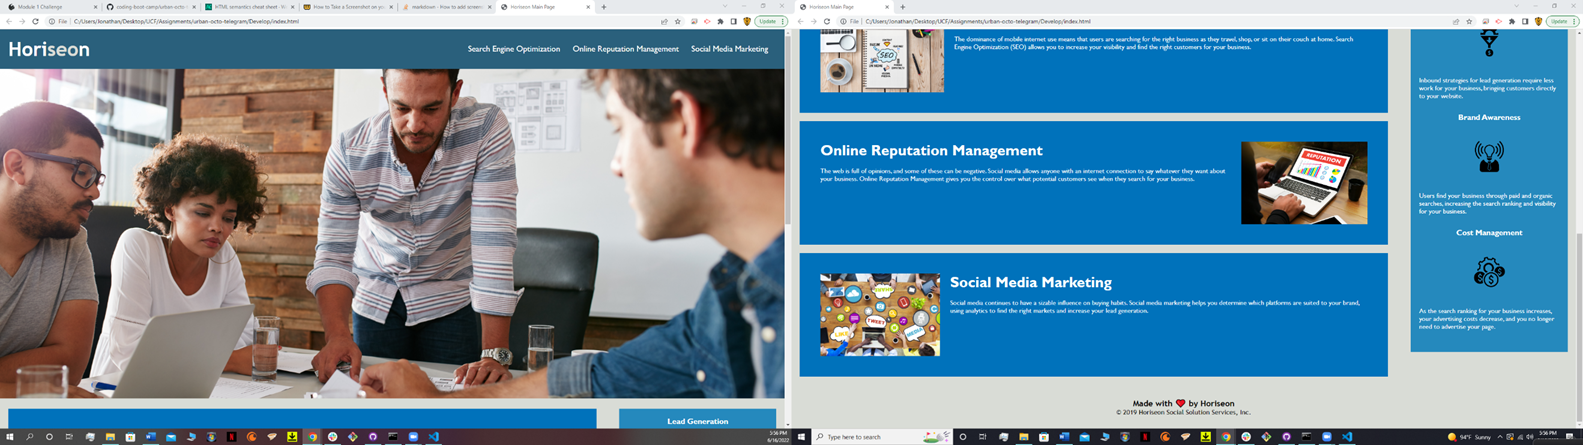 Module 1 Challenge
coding-boot-camp/urban-octo-t
HTML semantics cheat sheet - W
How to Take a Screenshot on yo
markdown - How to add screens
Horiseon Main Page
File | C:/Users/Jonathan/Desktop/UCF/Assignments/urban-octo-telegram/Develop/index.html
Update
Horiseon
Search Engine Optimization
Online Reputation Management
Social Media Marketing
Lead Generation
3:56 PM
6/16/2022
Horiseon Main Page
File | C:/Users/Jonathan/Desktop/UCF/Assignments/urban-octo-telegram/Develop/index.html
Update
SEO
The dominance of mobile internet use means that users are searching for the right business as they travel, shop, or sit on their couch at home. Search
Engine Optimization (SEO) allows you to increase your visibility and find the right customers for your business.
Online Reputation Management
The web is full of opinions, and some of these can be negative. Social media allows anyone with an internet connection to say whatever they want about
your business. Online Reputation Management gives you the control over what potential customers see when they search for your business.
REPUTATION
Social Media Marketing
Social media continues to have a sizable influence on buying habits. Social media marketing helps you determine which platforms are suited to your brand,
using analytics to find the right markets and increase your lead generation.
TWEET
LIKE
MEDIA
Inbound strategies for lead generation require less
work for your business, bringing customers directly
to your website.
Brand Awareness
Users find your business through paid and organic
searches, increasing the search ranking and visibility
for your business.
Cost Management
As the search ranking for your business increases,
your advertising costs decrease, and you no longer
need to advertise your page.
Made with ❤️ by Horiseon
© 2019 Horiseon Social Solution Services, Inc.
Type here to search
94°F Sunny
3:56 PM